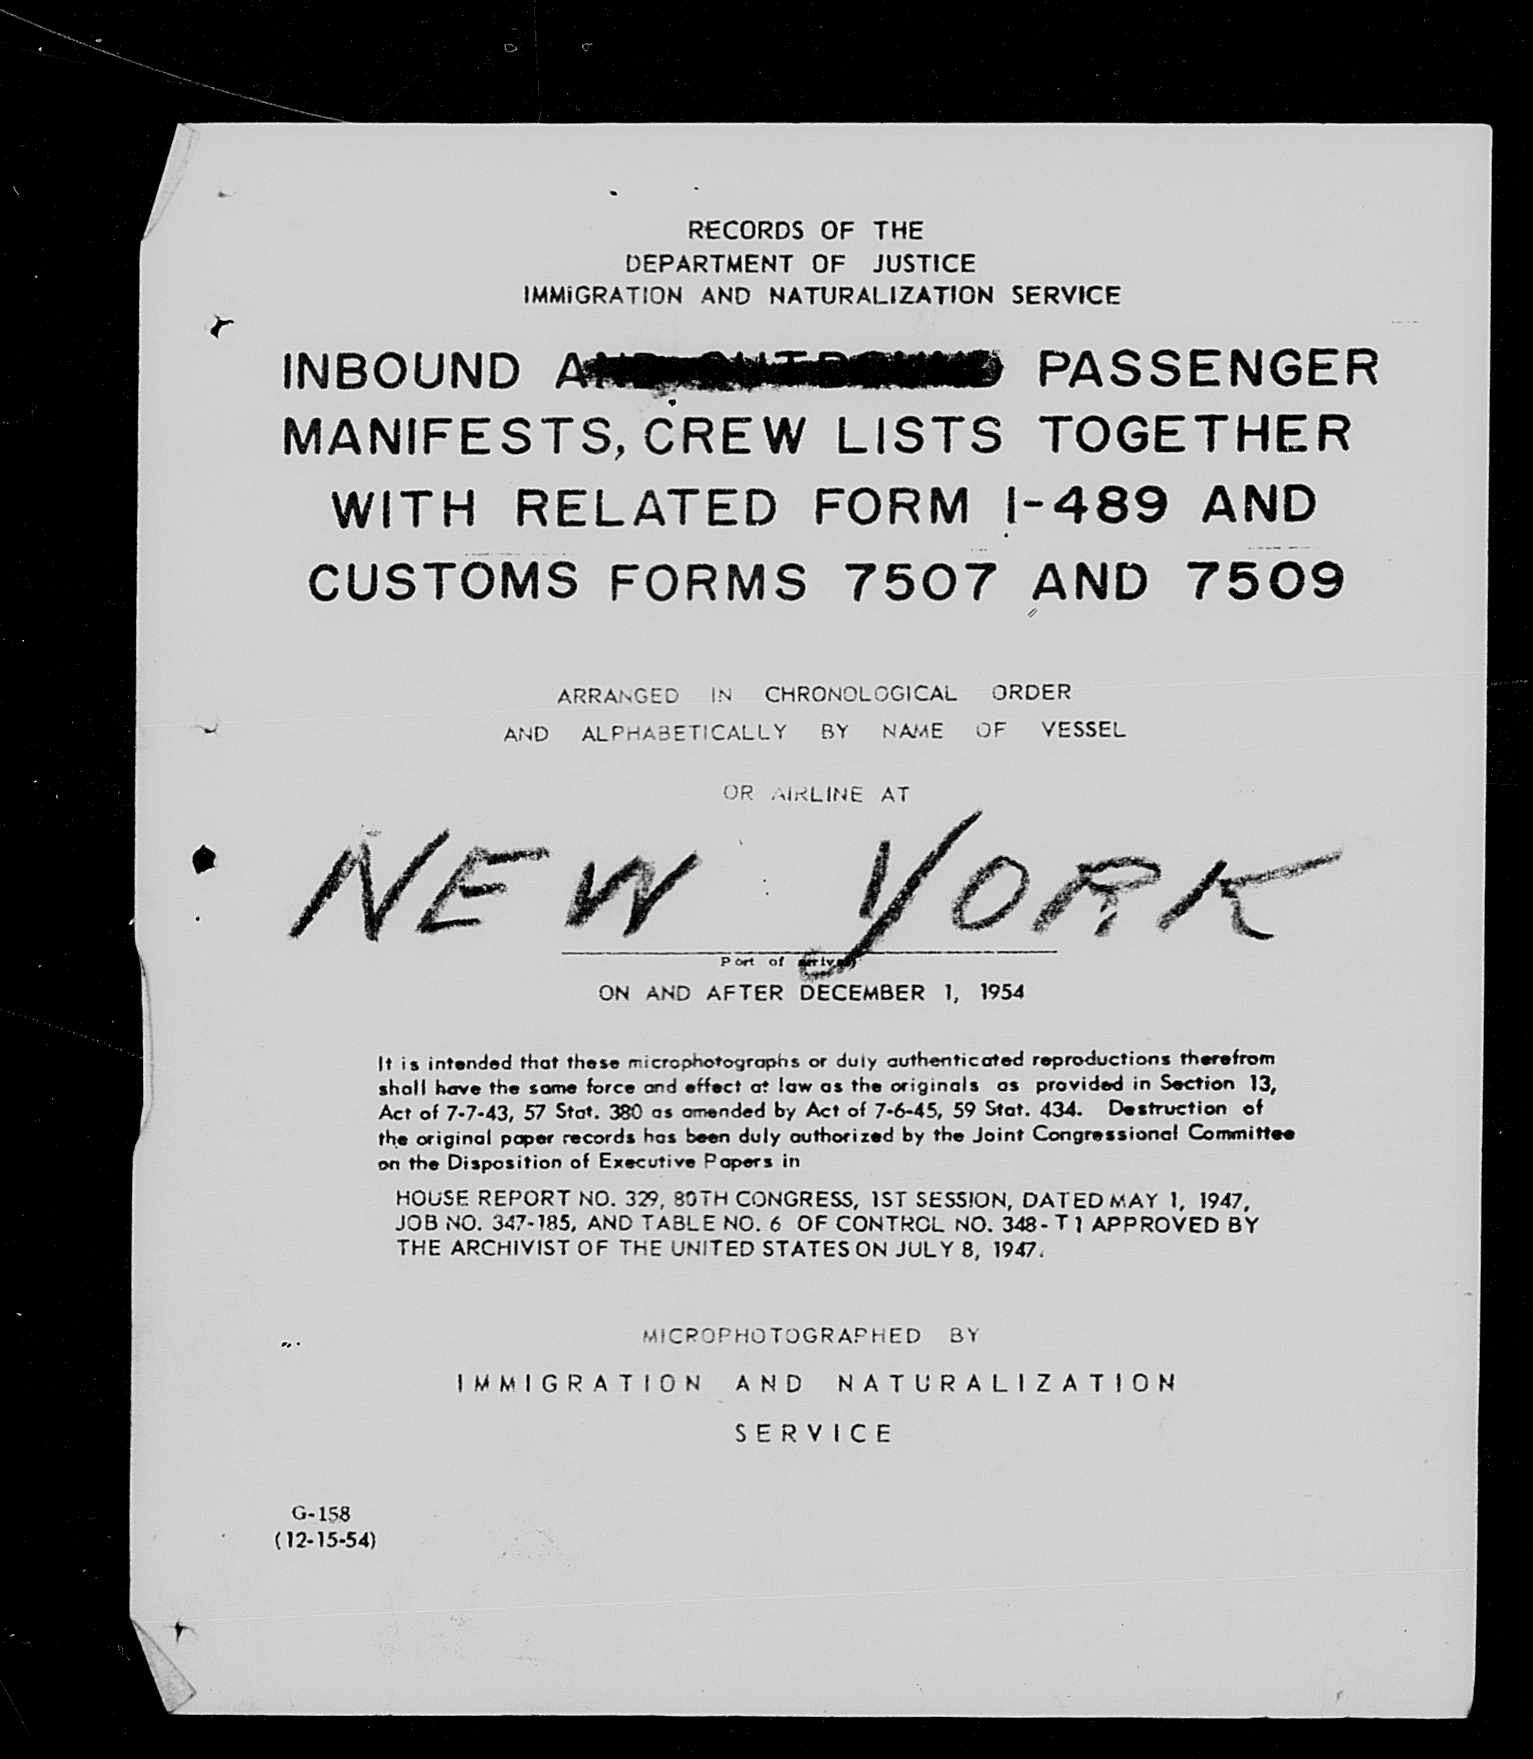 RECORDS OF THE
DEPARTMENT OF JUSTICE
IMMIGRATION AND NATURALIZATION SERVICE
INBOUND AND OUTBOUND PASSENGER
MANIFESTS, CREW LISTS TOGETHER
WITH RELATED FORM I-489 AND
CUSTOMS FORMS 7507 AND 7509
ARRANGED IN CHRONOLOGICAL ORDER
AND ALPHABETICALLY BY NAME OF VESSEL
OR AIRLINE AT
NEW YORK
Port of arrival
ON AND AFTER DECEMBER 1, 1954
It is intended that these microphotographs or duly authenticated reproductions therefrom
shall have the same force and effect at law as the originals as provided in Section 13,
Act of 7-7-43, 57 Stat. 380 as amended by Act of 7-6-45, 59 Stat. 434. Destruction of
the original paper records has been duly authorized by the Joint Congressional Committee
on the Disposition of Executive Papers in
HOUSE REPORT NO. 329, 80TH CONGRESS, 1ST SESSION, DATED MAY 1, 1947,
JOB NO. 347-185, AND TABLE NO. 6 OF CONTROL NO. 348-T1 APPROVED BY
THE ARCHIVIST OF THE UNITED STATES ON JULY 8, 1947.
MICROPHOTOGRAPHED BY
IMMIGRATION AND NATURALIZATION
SERVICE
G-158
(12-15-54)